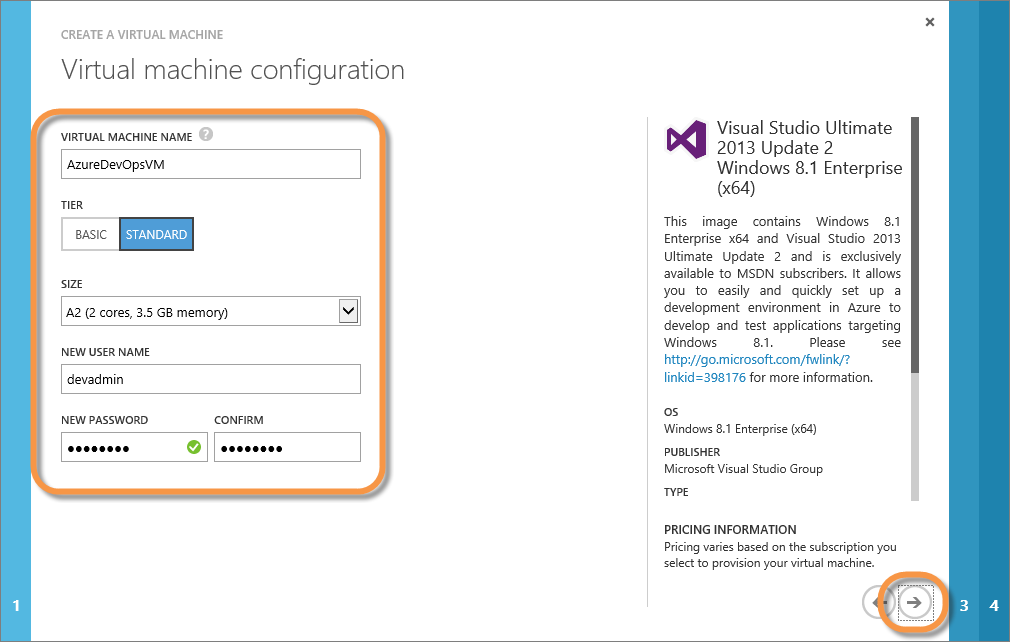 CREATE A VIRTUAL MACHINE
Virtual machine configuration
VIRTUAL MACHINE NAME ?
AzureDevOpsVM
TIER
BASIC STANDARD
SIZE
A2 (2 cores, 3.5 GB memory)
NEW USER NAME
devadmin
NEW PASSWORD CONFIRM
●●●●●●●● ●●●●●●●●
Visual Studio Ultimate
2013 Update 2
Windows 8.1 Enterprise
(x64)
This image contains Windows 8.1
Enterprise x64 and Visual Studio 2013
Ultimate Update 2 and is exclusively
available to MSDN subscribers. It allows
you to easily and quickly set up a
development environment in Azure to
develop and test applications targeting
Windows 8.1. Please see
http://go.microsoft.com/fwlink/?
linkid=398176 for more information.
OS
Windows 8.1 Enterprise (x64)
PUBLISHER
Microsoft Visual Studio Group
TYPE
PRICING INFORMATION
Pricing varies based on the subscription you
select to provision your virtual machine.
1 3 4